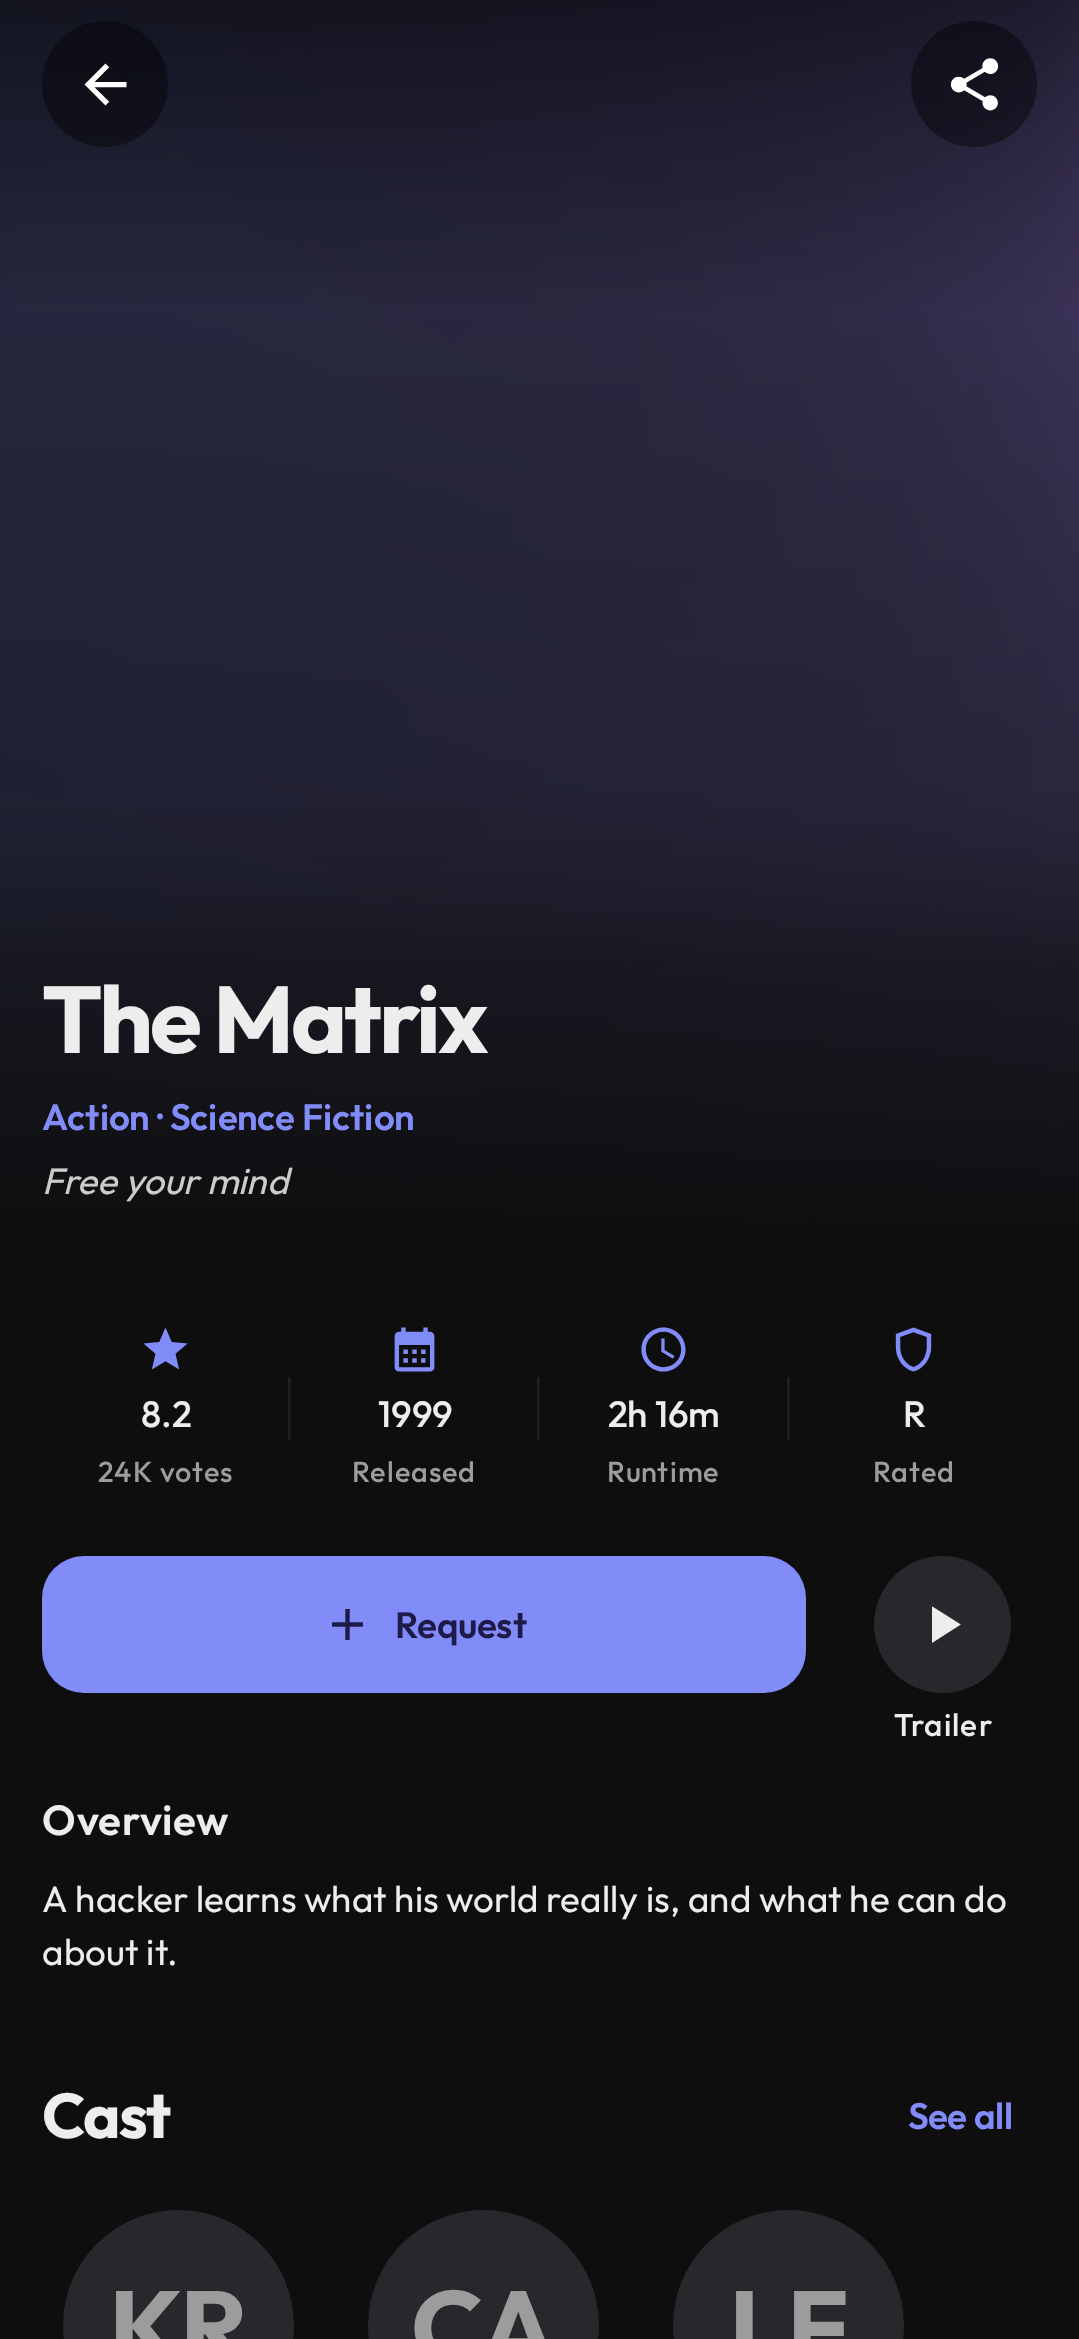 The Matrix
Action · Science Fiction
Free your mind
8.2
24K votes
1999
Released
2h 16m
Runtime
R
Rated
Request
Trailer
Overview
A hacker learns what his world really is, and what he can do
about it.
Cast
See all
KR
CA